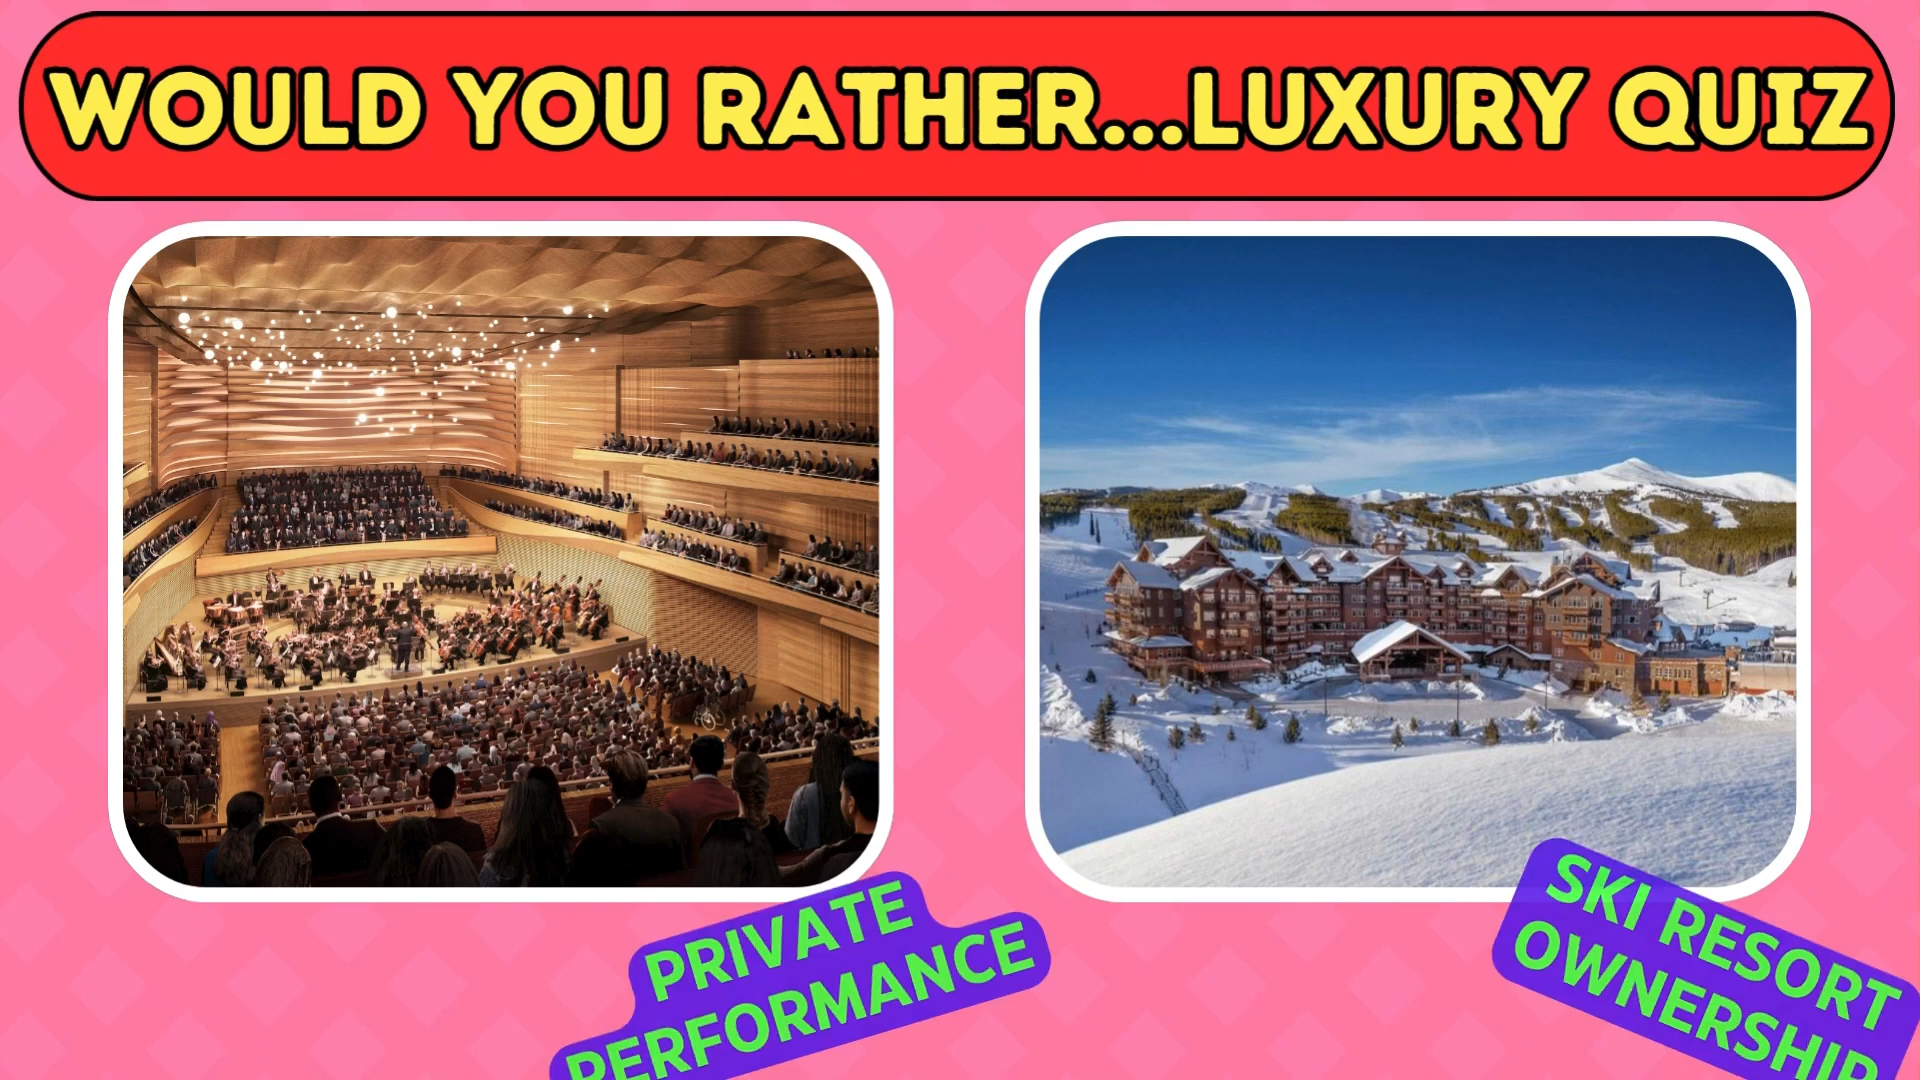 WOULD YOU RATHER...LUXURY QUIZ
PRIVATE
PERFORMANCE
SKI RESORT
OWNERSHIP